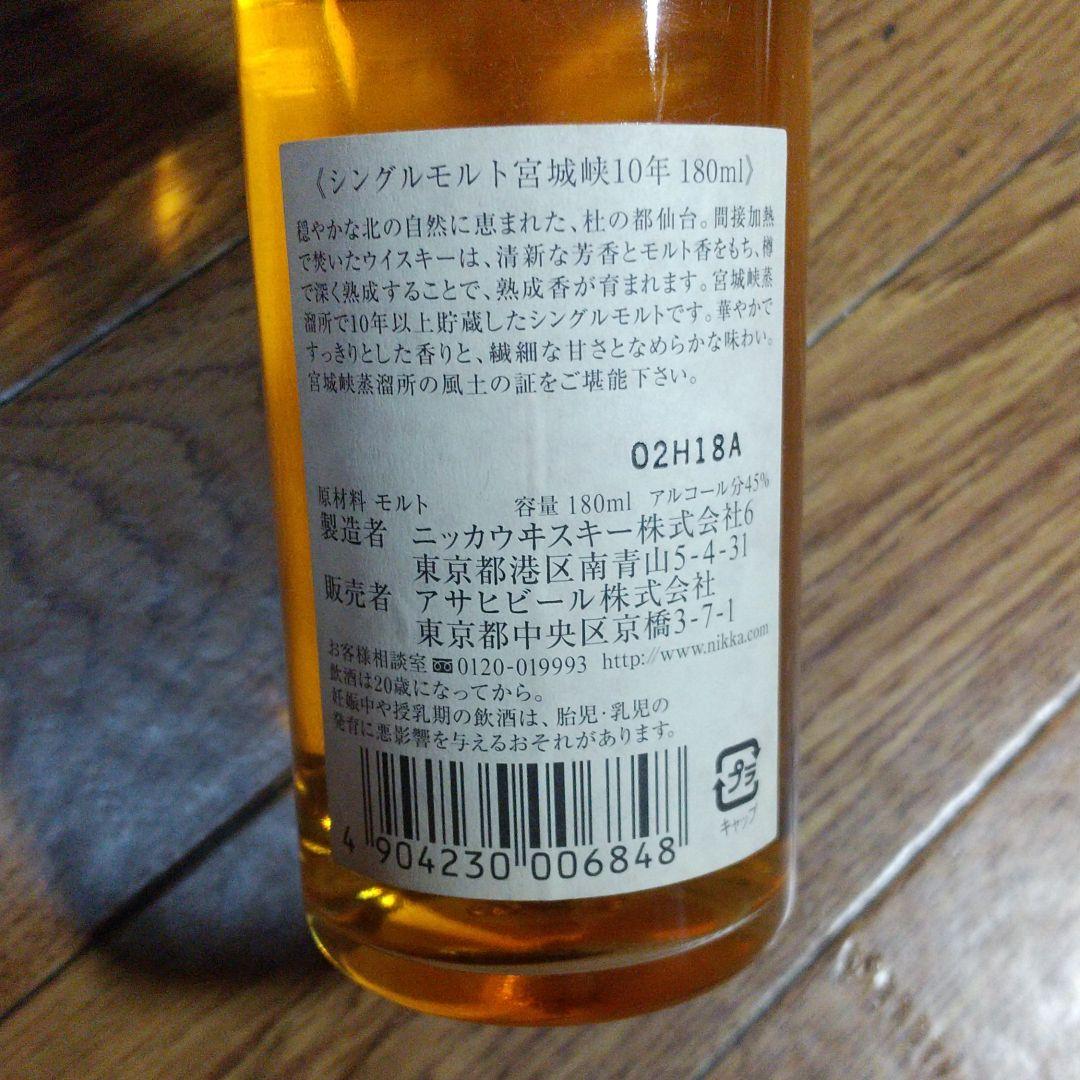 《シングルモルト宮城峡10年 180ml》
穏やかな北の自然に恵まれた、杜の都仙台。間接加熱
で焚いたウイスキーは、清新な芳香とモルト香をもち、樽
で深く熟成することで、熟成香が育まれます。宮城峡蒸
溜所で10年以上貯蔵したシングルモルトです。華やかで
すっきりとした香りと、繊細な甘さとなめらかな味わい。
宮城峡蒸溜所の風土の証をご堪能下さい。
02H18A
原材料 モルト 容量 180ml アルコール分45%
製造者 ニッカウヰスキー株式会社6
東京都港区南青山5-4-31
販売者 アサヒビール株式会社
東京都中央区京橋3-7-1
お客様相談室 0120-019993 http://www.nikka.com
飲酒は20歳になってから。
妊娠中や授乳期の飲酒は、胎児・乳児の
発育に悪影響を与えるおそれがあります。
プラ
キャップ
4 904230 006848